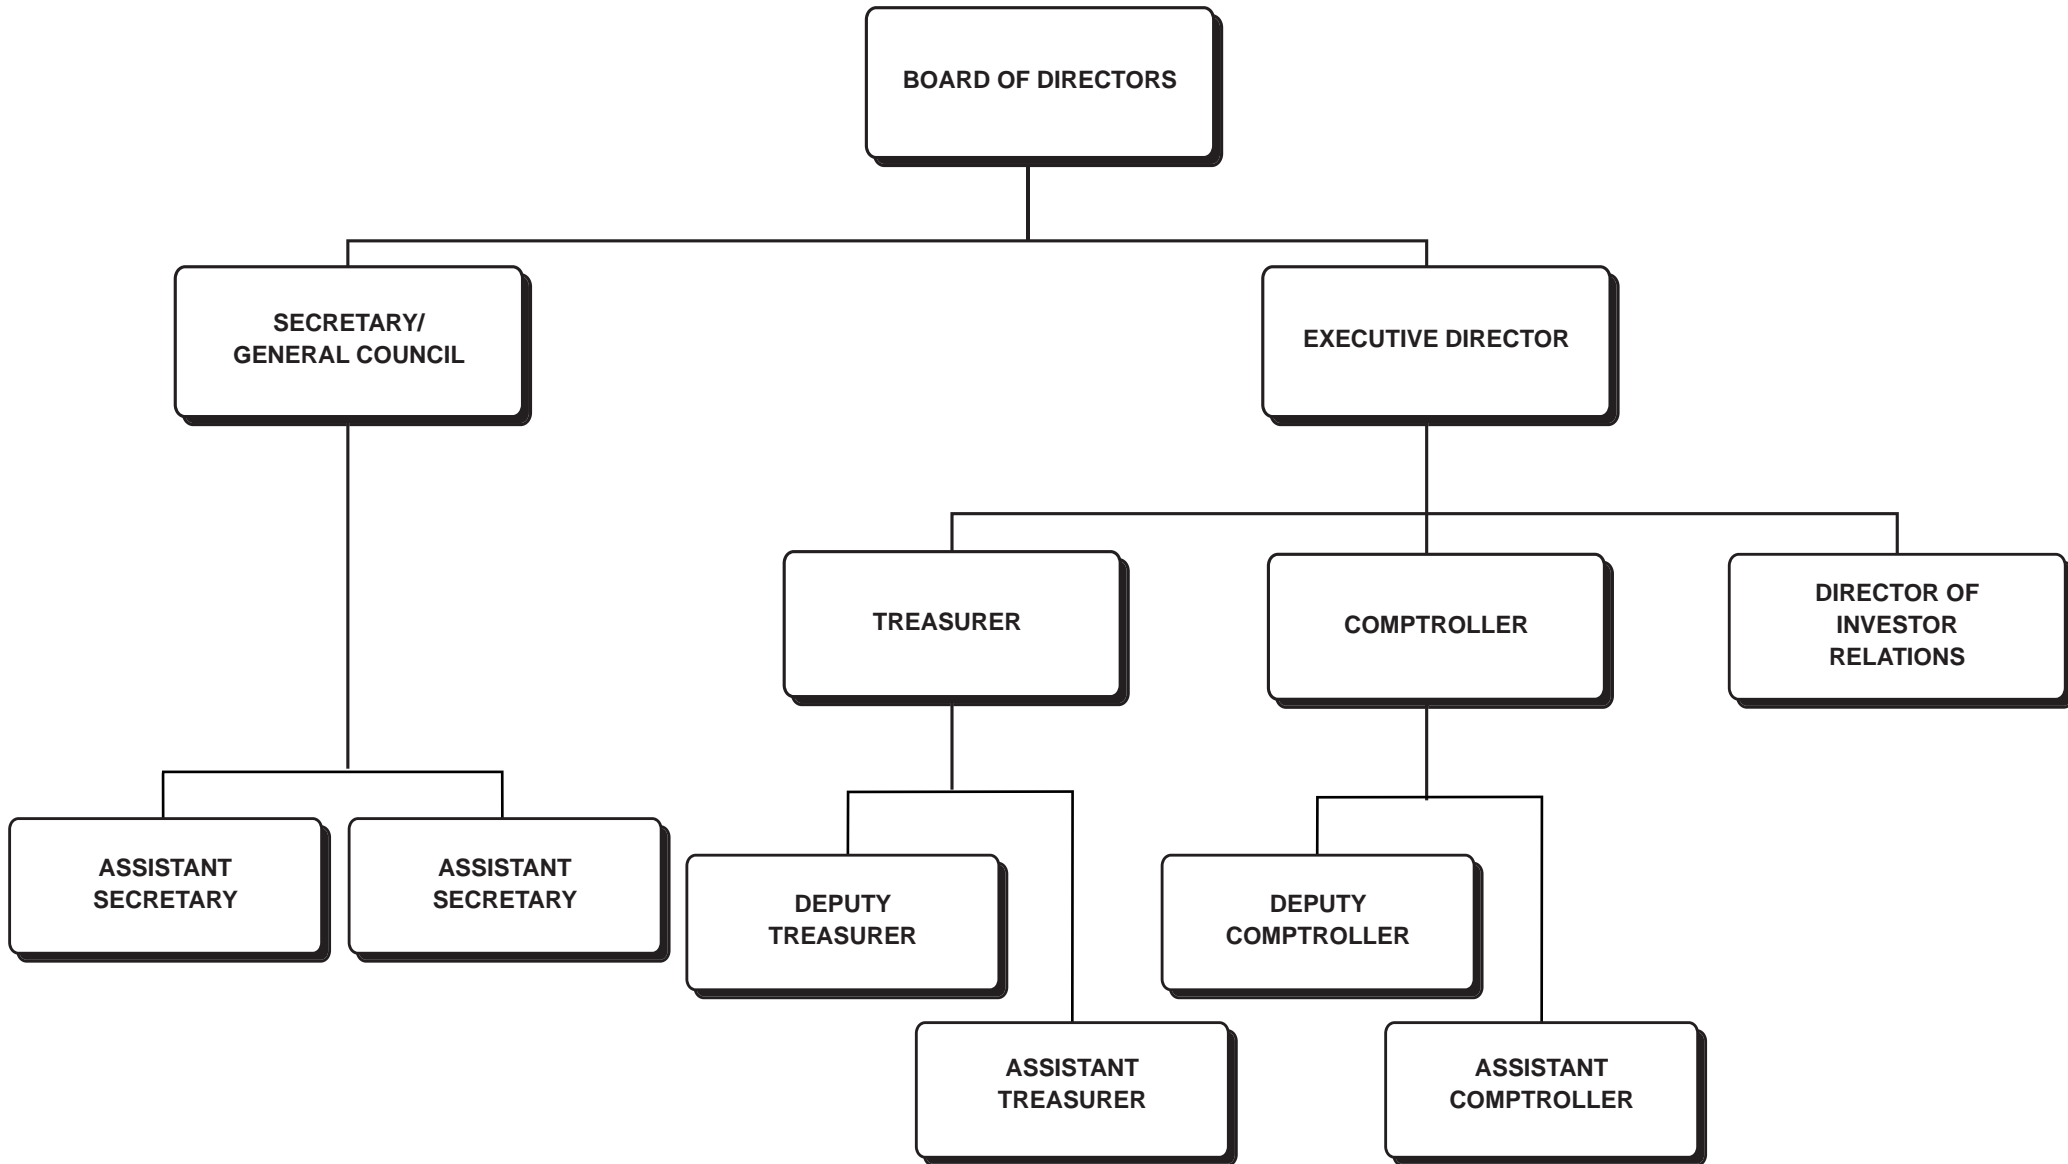 BOARD OF DIRECTORS
SECRETARY/
GENERAL COUNCIL
EXECUTIVE DIRECTOR
TREASURER
COMPTROLLER
DIRECTOR OF
INVESTOR
RELATIONS
ASSISTANT
SECRETARY
ASSISTANT
SECRETARY
DEPUTY
TREASURER
DEPUTY
COMPTROLLER
ASSISTANT
TREASURER
ASSISTANT
COMPTROLLER